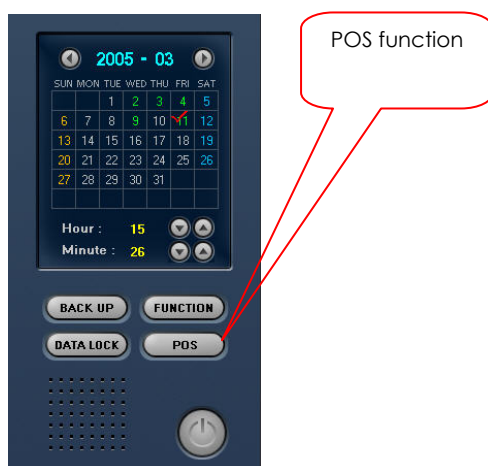 POS function
2005 - 03
SUN MON TUE WED THU FRI SAT
1 2 3 4 5
6 7 8 9 10 11 12
13 14 15 16 17 18 19
20 21 22 23 24 25 26
27 28 29 30 31
Hour : 15
Minute : 26
BACK UP FUNCTION
DATA LOCK POS